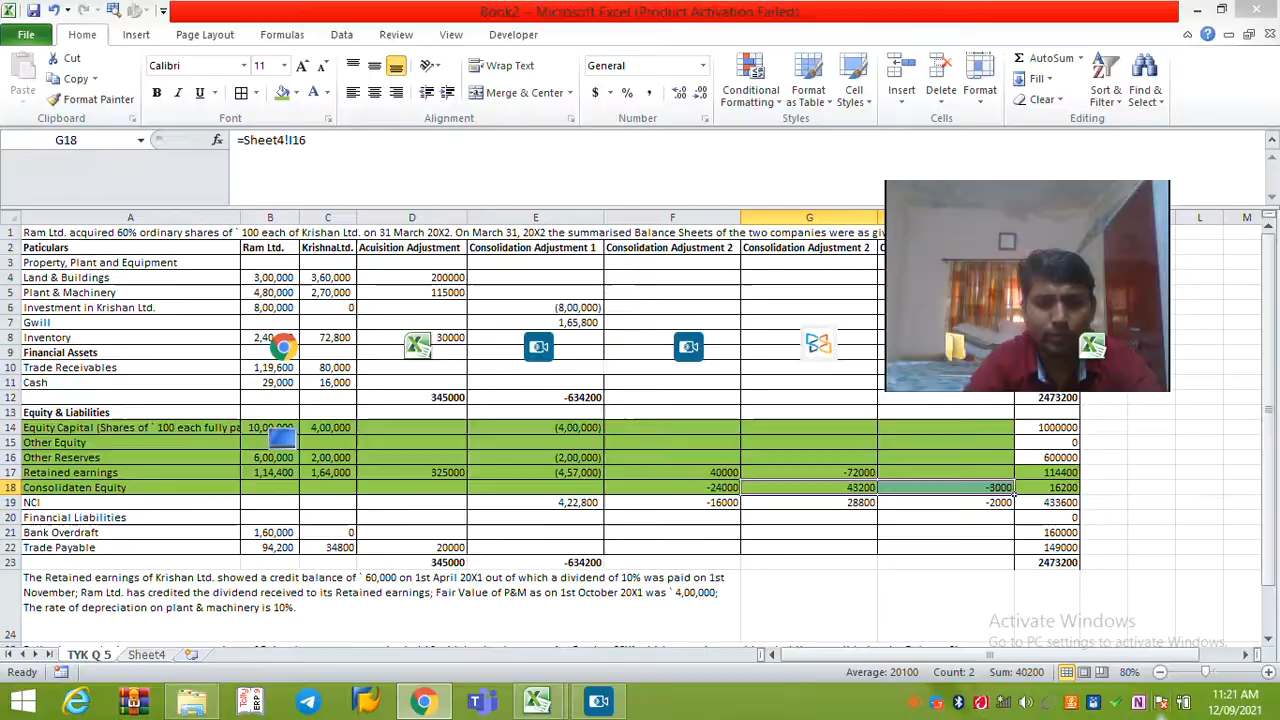 Book2 - Microsoft Excel (Product Activation Failed)
File Home Insert Page Layout Formulas Data Review View Developer
Cut
Copy
Format Painter
Paste
Clipboard
Calibri 11
Font
Wrap Text
Merge & Center
Alignment
General
Number
Conditional Formatting
Format as Table
Cell Styles
Styles
Insert Delete Format
Cells
AutoSum
Fill
Clear
Sort & Filter
Find & Select
Editing
G18 fx =Sheet4!I16
A B C D E F G L M
1 Ram Ltd. acquired 60% ordinary shares of ` 100 each of Krishan Ltd. on 31 March 20X2. On March 31, 20X2 the summarised Balance Sheets of the two companies were as
2 Paticulars Ram Ltd. KrishnaLtd. Acuisition Adjustment Consolidation Adjustment 1 Consolidation Adjustment 2 Consolidation Adjustment 2
3 Property, Plant and Equipment
4 Land & Buildings 3,00,000 3,60,000 200000
5 Plant & Machinery 4,80,000 2,70,000 115000
6 Investment in Krishan Ltd. 8,00,000 0 (8,00,000)
7 Gwill 1,65,800
8 Inventory 72,800 30000
9 Financial Assets
10 Trade Receivables 1,19,600 80,000
11 Cash 29,000 16,000
12 345000 -634200 2473200
13 Equity & Liabilities
14 Equity Capital (Shares of ` 100 each fully pa 4,00,000 (4,00,000) 1000000
15 Other Equity 0
16 Other Reserves 6,00,000 2,00,000 (2,00,000) 600000
17 Retained earnings 1,14,400 1,64,000 325000 (4,57,000) 40000 -72000 114400
18 Consolidaten Equity -24000 43200 -3000 16200
19 NCI 4,22,800 -16000 28800 -2000 433600
20 Financial Liabilities 0
21 Bank Overdraft 1,60,000 0 160000
22 Trade Payable 94,200 34800 20000 149000
23 345000 -634200 2473200
The Retained earnings of Krishan Ltd. showed a credit balance of ` 60,000 on 1st April 20X1 out of which a dividend of 10% was paid on 1st
November; Ram Ltd. has credited the dividend received to its Retained earnings; Fair Value of P&M as on 1st October 20X1 was ` 4,00,000;
The rate of depreciation on plant & machinery is 10%.
24
Activate Windows
Go to PC settings to activate Windows.
TYK Q 5 Sheet4
Ready Average: 20100 Count: 2 Sum: 40200 80%
11:21 AM
12/09/2021